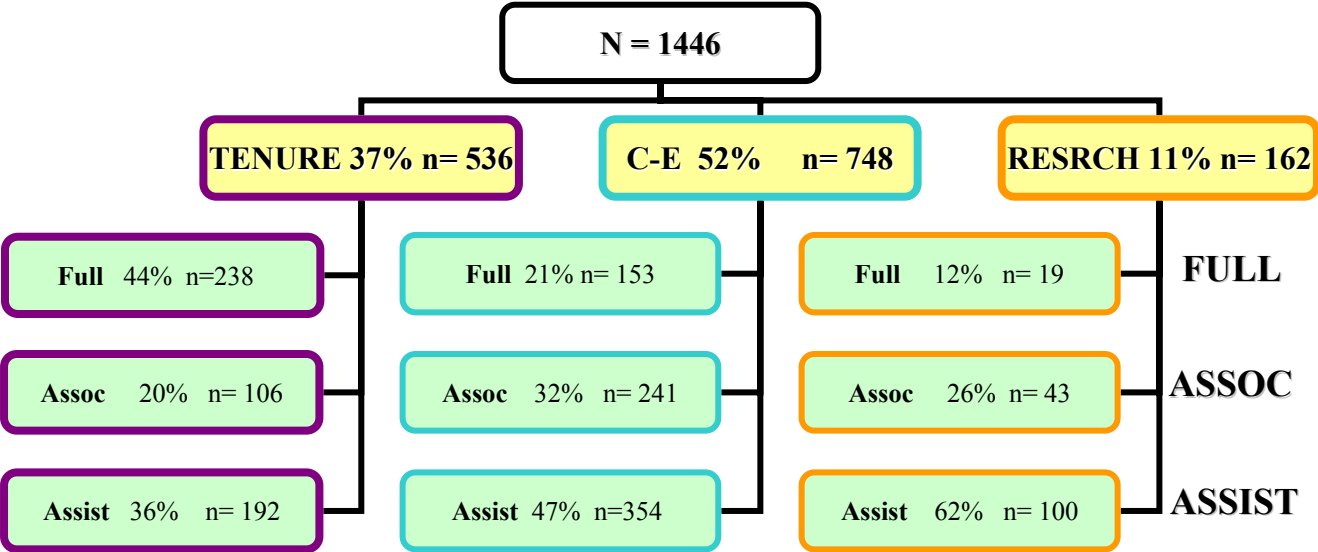 N = 1446
TENURE 37% n= 536
C-E 52% n= 748
RESRCH 11% n= 162
Full 44% n=238
Full 21% n= 153
Full 12% n= 19
FULL
Assoc 20% n= 106
Assoc 32% n= 241
Assoc 26% n= 43
ASSOC
Assist 36% n= 192
Assist 47% n=354
Assist 62% n= 100
ASSIST